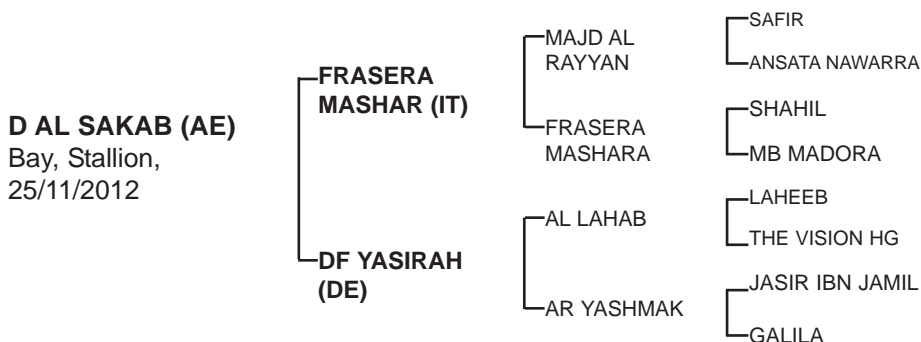 D AL SAKAB (AE)
Bay, Stallion,
25/11/2012
FRASERA
MASHAR (IT)
DF YASIRAH
(DE)
MAJD AL
RAYYAN
FRASERA
MASHARA
AL LAHAB
AR YASHMAK
SAFIR
ANSATA NAWARRA
SHAHIL
MB MADORA
LAHEEB
THE VISION HG
JASIR IBN JAMIL
GALILA